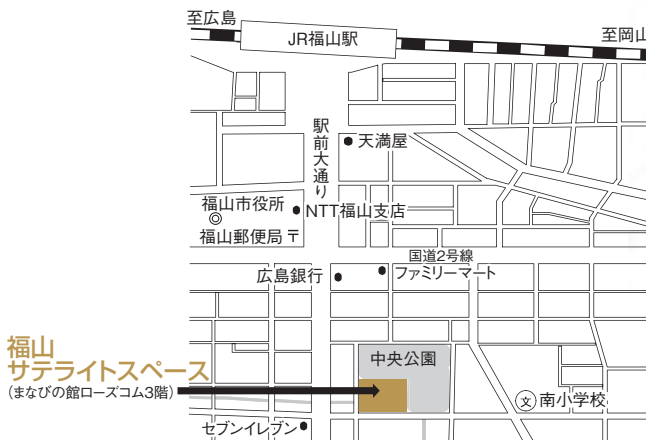 至広島
JR福山駅
至岡山
駅前大通り
天満屋
福山市役所
NTT福山支店
福山郵便局〒
国道2号線
広島銀行
ファミリーマート
福山
サテライトスペース
(まなびの館ローズコム3階)
中央公園
文 南小学校
セブンイレブン